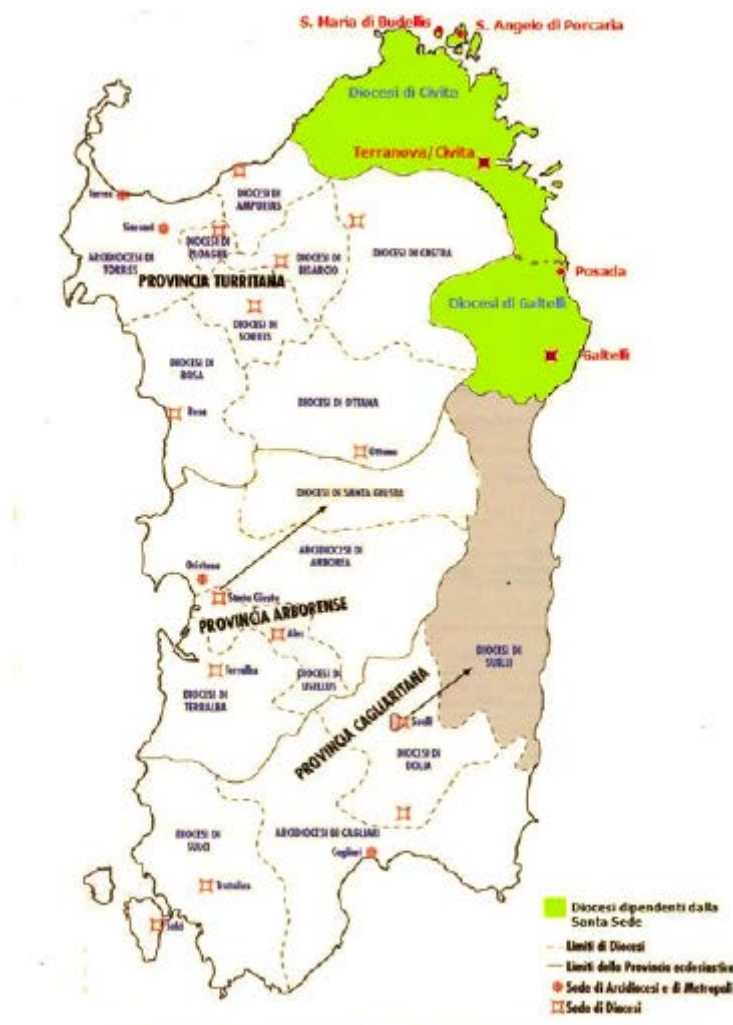 S. Maria di Budellis
S. Angelo di Porcaria
Diocesi di Civita
Terranova/Civita
DIOCESI DI
AMPURIAS
Torres
Sassari
DIOCESI DI
PLOAGHE
ARCIDIOCESI DI
TORRES
DIOCESI DI
BISARCIO
DIOCESI DI CASTRA
PROVINCIA TURRITANA
Posada
Diocesi di Galtelli
DIOCESI DI
SORRES
Galtelli
DIOCESI DI
BOSA
DIOCESI DI OTTANA
Bosa
Ottana
DIOCESI DI SANTA GIUSTA
ARCIDIOCESI DI
ARBOREA
Oristano
Santa Giusta
PROVINCIA ARBORENSE
Ales
Terralba
DIOCESI DI
USELLUS
DIOCESI DI
TERRALBA
DIOCESI DI
SUELLI
PROVINCIA CAGLIARITANA
Suelli
DIOCESI DI
DOLIA
DIOCESI DI
SULCI
ARCIDIOCESI DI CAGLIARI
Cagliari
Tratalias
Sulci
Diocesi dipendenti dalla
Santa Sede
Limiti di Diocesi
Limiti della Provincia ecclesiastica
Sede di Arcidiocesi e di Metropoli
Sede di Diocesi